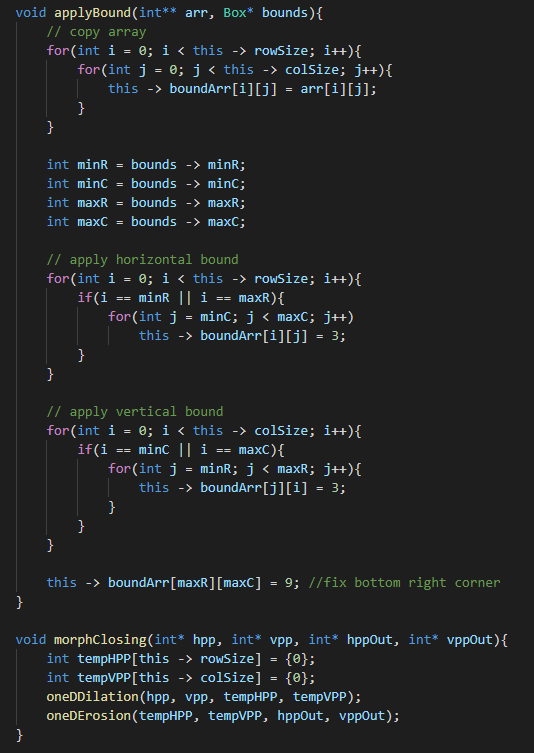 void applyBound(int** arr, Box* bounds){
    // copy array
    for(int i = 0; i < this -> rowSize; i++){
        for(int j = 0; j < this -> colSize; j++){
            this -> boundArr[i][j] = arr[i][j];
        }
    }

    int minR = bounds -> minR;
    int minC = bounds -> minC;
    int maxR = bounds -> maxR;
    int maxC = bounds -> maxC;

    // apply horizontal bound
    for(int i = 0; i < this -> rowSize; i++){
        if(i == minR || i == maxR){
            for(int j = minC; j < maxC; j++)
            this -> boundArr[i][j] = 3;
        }
    }

    // apply vertical bound
    for(int i = 0; i < this -> colSize; i++){
        if(i == minC || i == maxC){
            for(int j = minR; j < maxR; j++){
                this -> boundArr[j][i] = 3;
            }
        }
    }

    this -> boundArr[maxR][maxC] = 9; //fix bottom right corner
}

void morphClosing(int* hpp, int* vpp, int* hppOut, int* vppOut){
    int tempHPP[this -> rowSize] = {0};
    int tempVPP[this -> colSize] = {0};
    oneDDilation(hpp, vpp, tempHPP, tempVPP);
    oneDErosion(tempHPP, tempVPP, hppOut, vppOut);
}